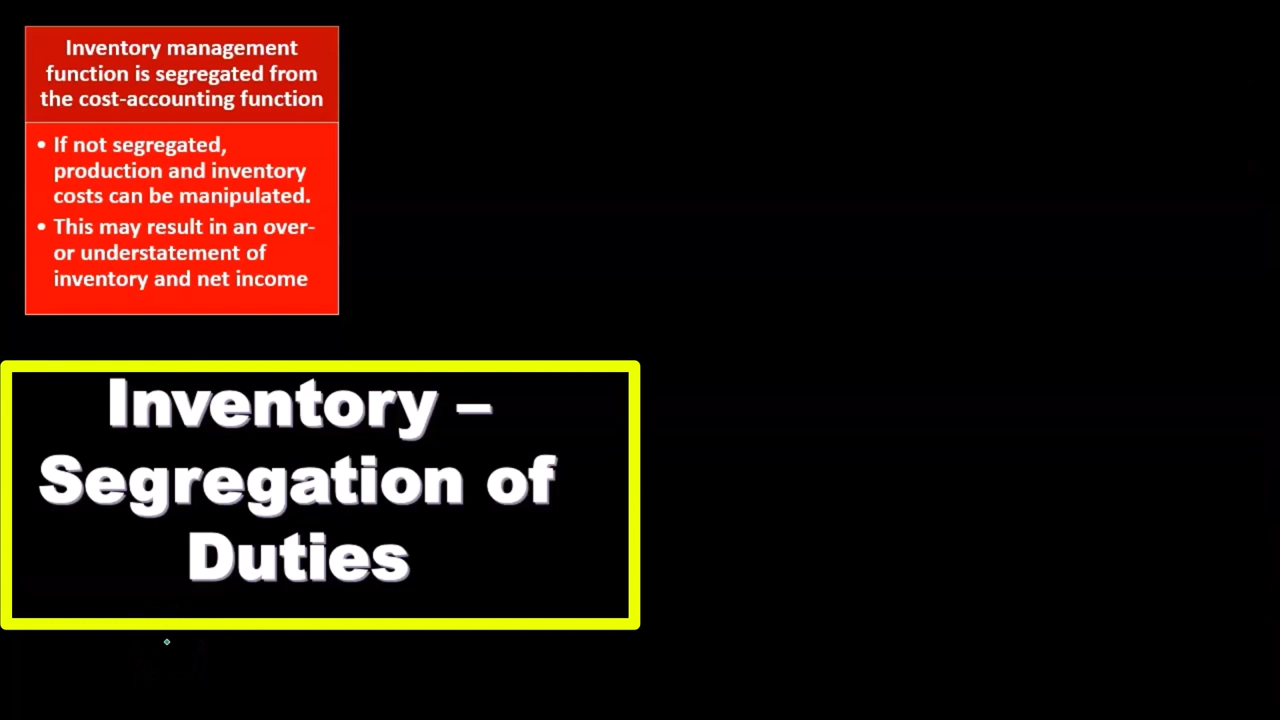 Inventory management
function is segregated from
the cost-accounting function
• If not segregated,
production and inventory
costs can be manipulated.
• This may result in an over-
or understatement of
inventory and net income
Inventory –
Segregation of
Duties